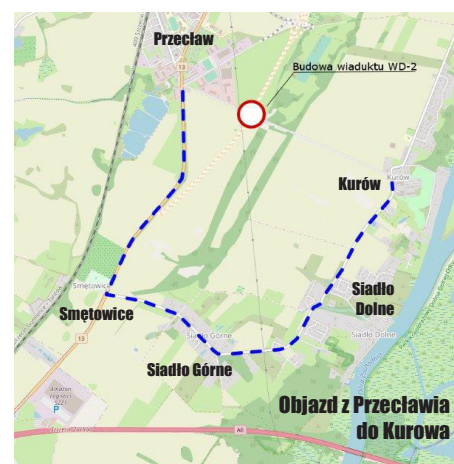 Przecław
13
Budowa wiaduktu WD-2
Kurów
Kurów
Siadło
Dolne
Smętowice
Smętowice
Siadło Górne
Siadło Dolne
13
Siadło Górne
Objazd z Przecławia
do Kurowa
P
A6